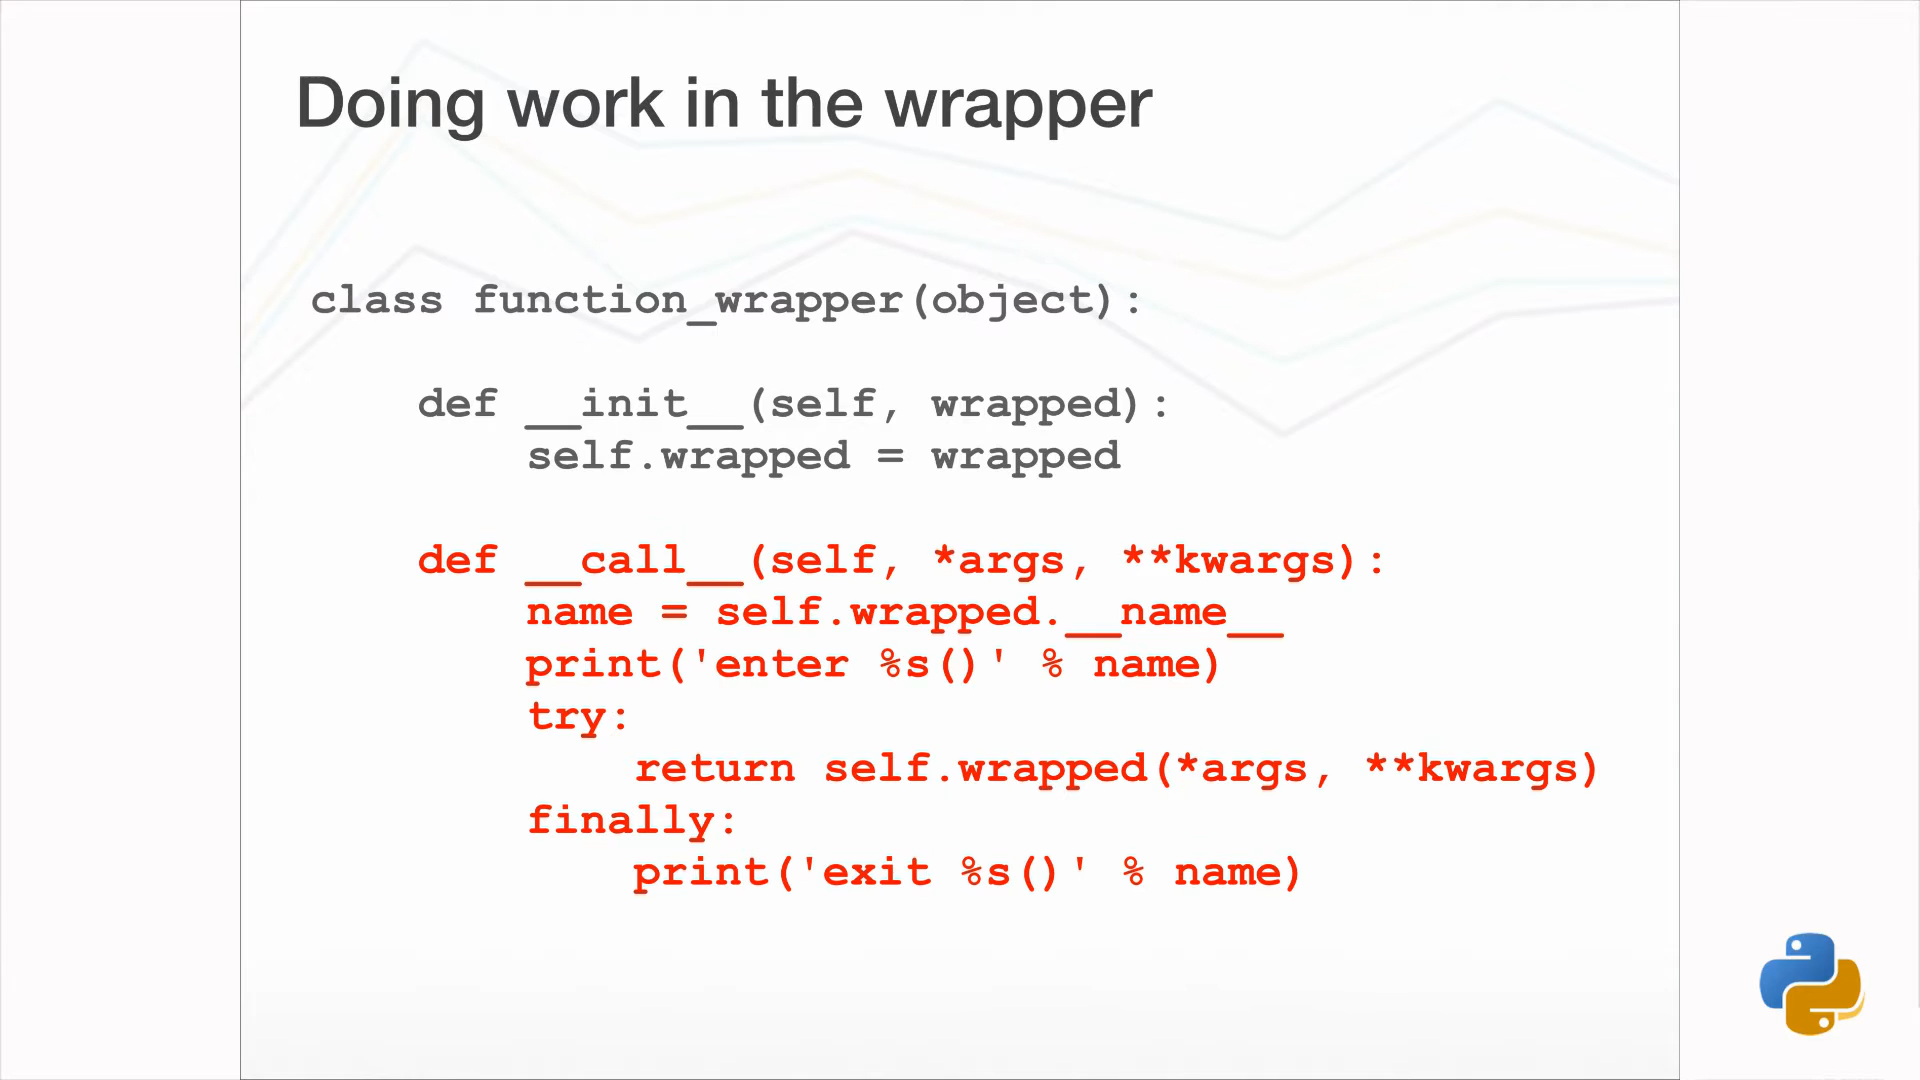 Doing work in the wrapper
class function_wrapper(object):
    def __init__(self, wrapped):
        self.wrapped = wrapped
    def __call__(self, *args, **kwargs):
        name = self.wrapped.__name__
        print('enter %s()' % name)
        try:
            return self.wrapped(*args, **kwargs)
        finally:
            print('exit %s()' % name)